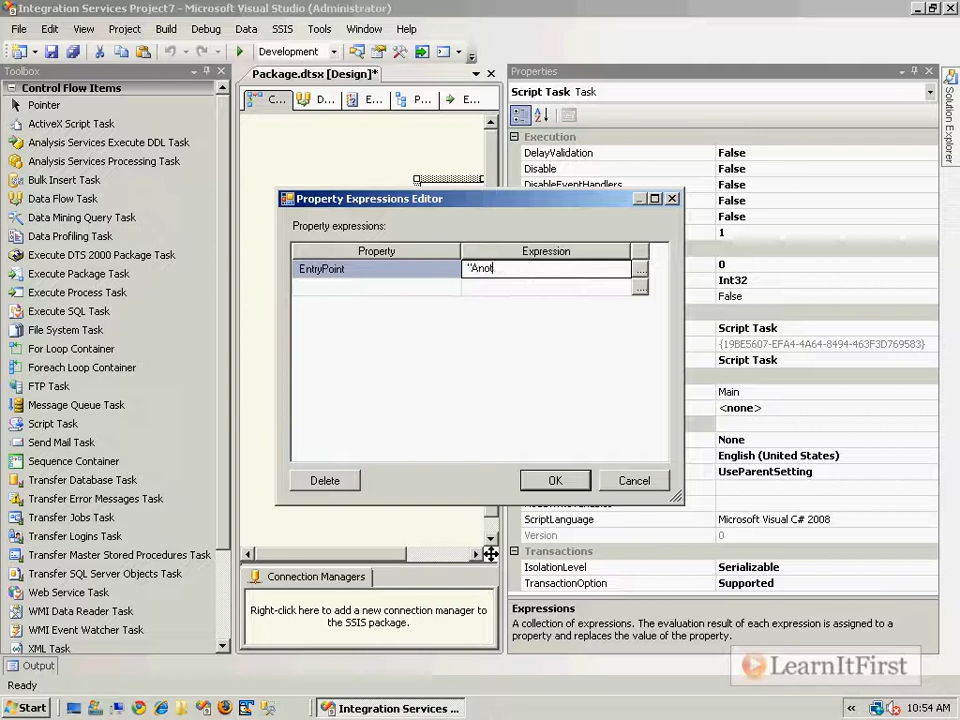 Integration Services Project7 - Microsoft Visual Studio (Administrator)
File Edit View Project Build Debug Data SSIS Tools Window Help
Development
Toolbox
Control Flow Items
Pointer
ActiveX Script Task
Analysis Services Execute DDL Task
Analysis Services Processing Task
Bulk Insert Task
Data Flow Task
Data Mining Query Task
Data Profiling Task
Execute DTS 2000 Package Task
Execute Package Task
Execute Process Task
Execute SQL Task
File System Task
For Loop Container
Foreach Loop Container
FTP Task
Message Queue Task
Script Task
Send Mail Task
Sequence Container
Transfer Database Task
Transfer Error Messages Task
Transfer Jobs Task
Transfer Logins Task
Transfer Master Stored Procedures Task
Transfer SQL Server Objects Task
Web Service Task
WMI Data Reader Task
WMI Event Watcher Task
XML Task
Output
Package.dtsx [Design]*
C... D... E... P... E...
Property Expressions Editor
Property expressions:
Property Expression
EntryPoint "Anot
...
...
Delete OK Cancel
Connection Managers
Right-click here to add a new connection manager to
the SSIS package.
Properties
Script Task Task
Execution
DelayValidation False
Disable False
DisableEventHandlers False
False
1
0
Int32
False
Script Task
{19BE5607-EFA4-4A64-8494-463F3D769583}
Script Task
Main
<none>
None
English (United States)
UseParentSetting
ScriptLanguage Microsoft Visual C# 2008
Version 0
Transactions
IsolationLevel Serializable
TransactionOption Supported
Expressions
A collection of expressions. The evaluation result of each expression is assigned to a
property and replaces the value of the property.
Solution Explorer
LearnItFirst
Ready
Start
Integration Services ...
10:54 AM